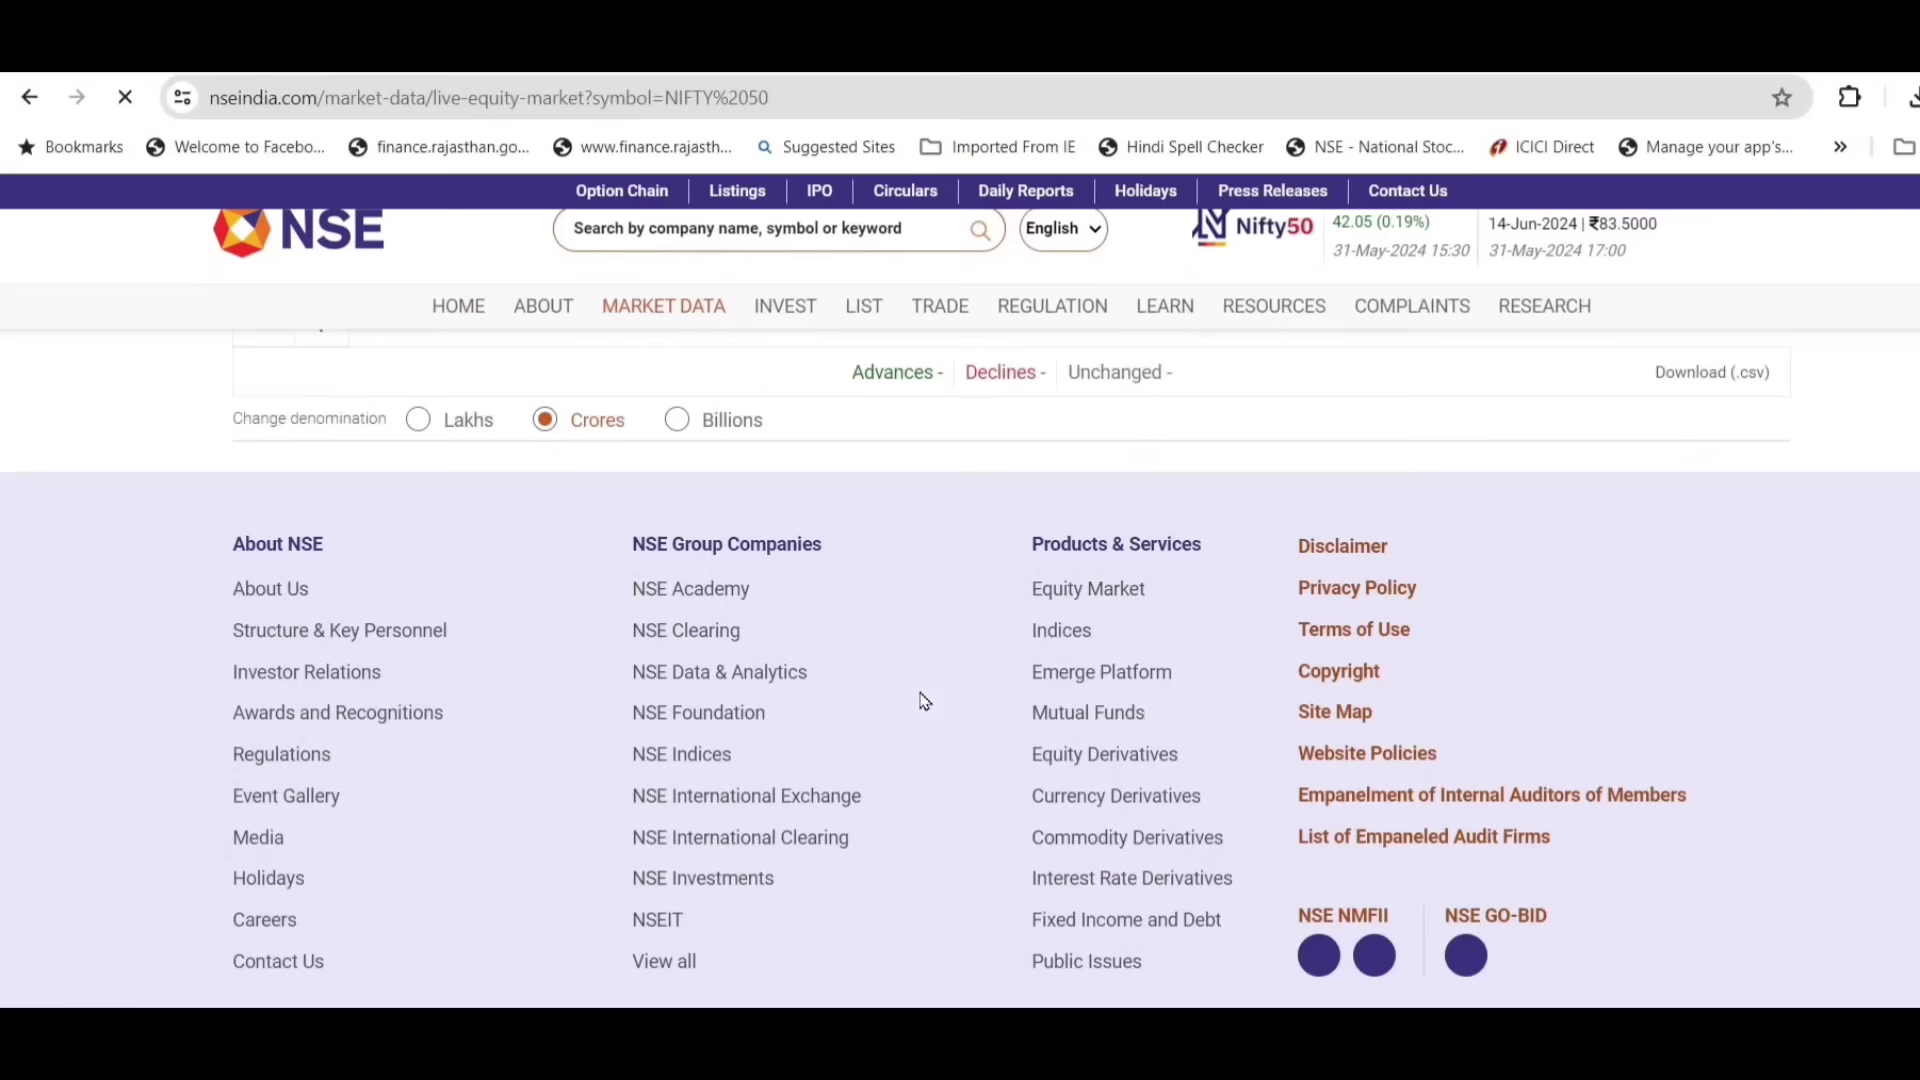 nseindia.com/market-data/live-equity-market?symbol=NIFTY%2050
Bookmarks Welcome to Facebo... finance.rajasthan.go... www.finance.rajasth... Suggested Sites Imported From IE Hindi Spell Checker NSE - National Stoc... ICICI Direct Manage your app's... »
Option Chain Listings IPO Circulars Daily Reports Holidays Press Releases Contact Us
NSE Search by company name, symbol or keyword English Nifty50 42.05 (0.19%) 14-Jun-2024 | ₹83.5000
31-May-2024 15:30 31-May-2024 17:00
HOME ABOUT MARKET DATA INVEST LIST TRADE REGULATION LEARN RESOURCES COMPLAINTS RESEARCH
Advances - Declines - Unchanged - Download (.csv)
Change denomination Lakhs Crores Billions
About NSE
About Us
Structure & Key Personnel
Investor Relations
Awards and Recognitions
Regulations
Event Gallery
Media
Holidays
Careers
Contact Us
NSE Group Companies
NSE Academy
NSE Clearing
NSE Data & Analytics
NSE Foundation
NSE Indices
NSE International Exchange
NSE International Clearing
NSE Investments
NSEIT
View all
Products & Services
Equity Market
Indices
Emerge Platform
Mutual Funds
Equity Derivatives
Currency Derivatives
Commodity Derivatives
Interest Rate Derivatives
Fixed Income and Debt
Public Issues
Disclaimer
Privacy Policy
Terms of Use
Copyright
Site Map
Website Policies
Empanelment of Internal Auditors of Members
List of Empaneled Audit Firms
NSE NMFII NSE GO-BID